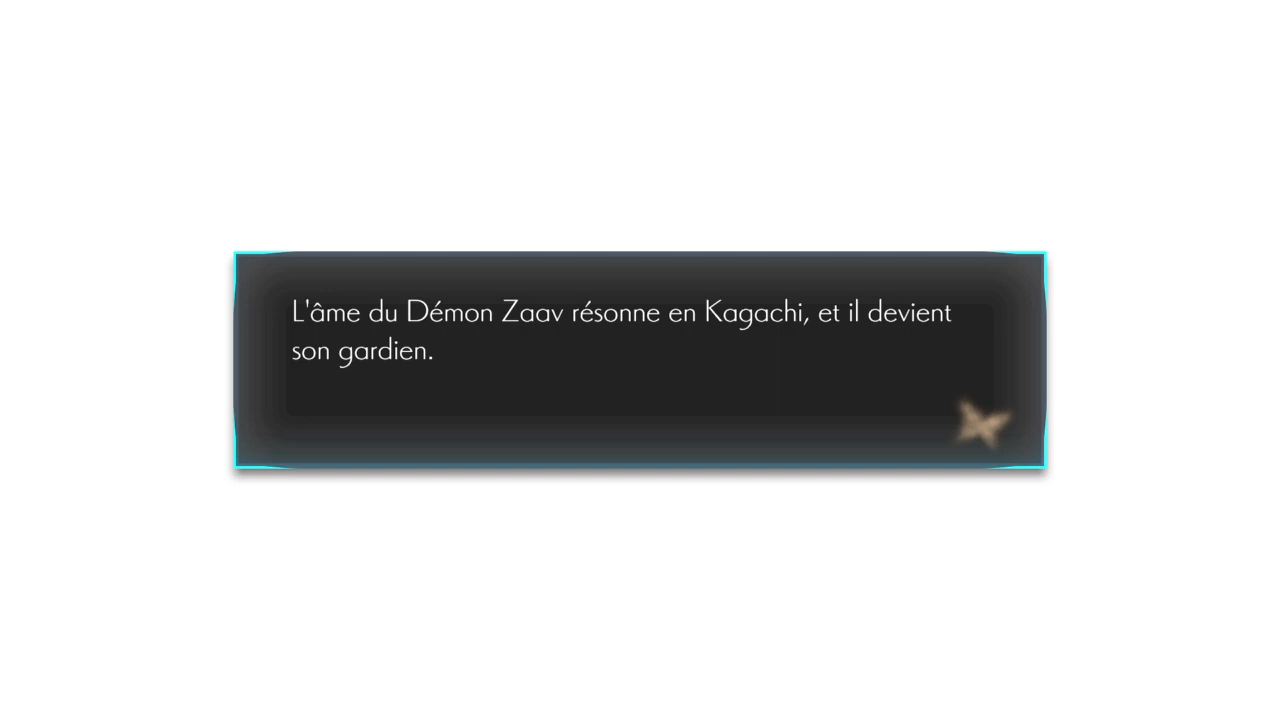 L'âme du Démon Zaav résonne en Kagachi, et il devient
son gardien.